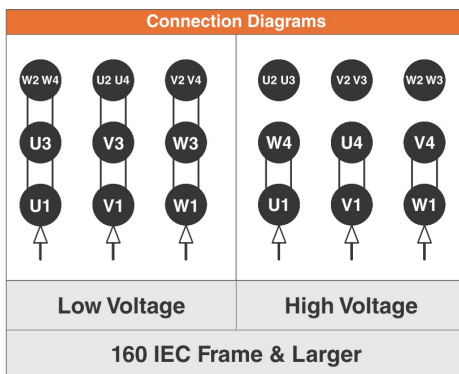 Connection Diagrams
W2 W4 U2 U4 V2 V4 U2 U3 V2 V3 W2 W3
U3 V3 W3 W4 U4 V4
U1 V1 W1 U1 V1 W1
Low Voltage High Voltage
160 IEC Frame & Larger